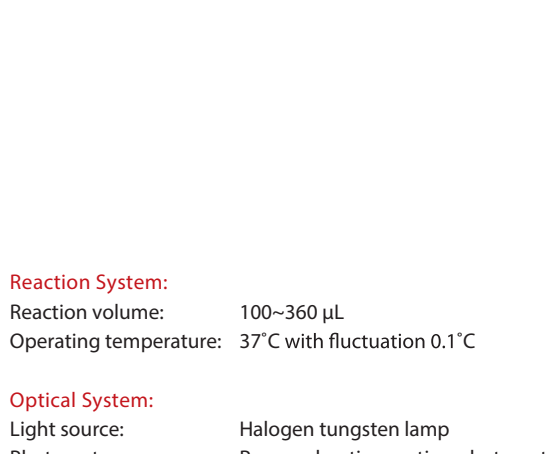 Reaction System:
Reaction volume: 100~360 µL
Operating temperature: 37˚C with fluctuation 0.1˚C
Optical System:
Light source: Halogen tungsten lamp